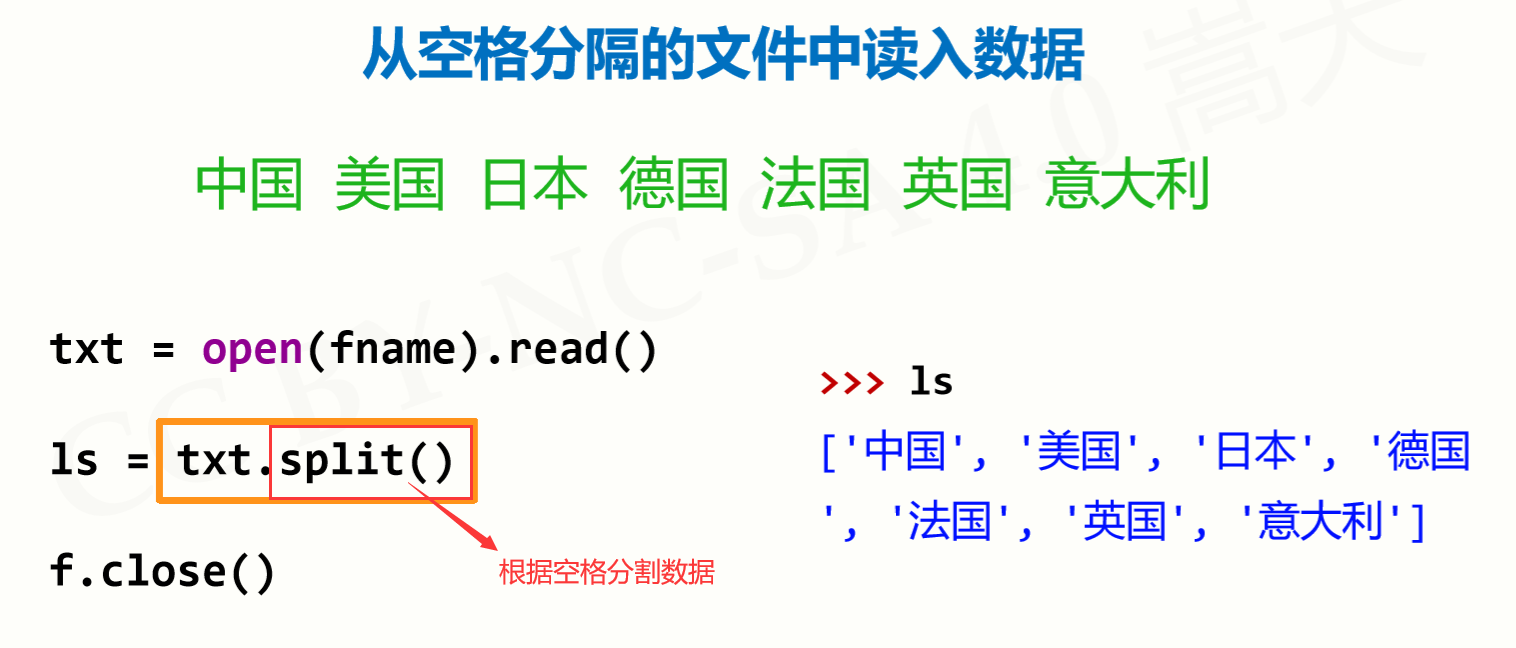 从空格分隔的文件中读入数据
中国 美国 日本 德国 法国 英国 意大利
txt = open(fname).read()
ls = txt.split()
f.close()
根据空格分割数据
>>> ls
['中国', '美国', '日本', '德国
', '法国', '英国', '意大利']
CC BY-NC-SA 4.0 嵩天